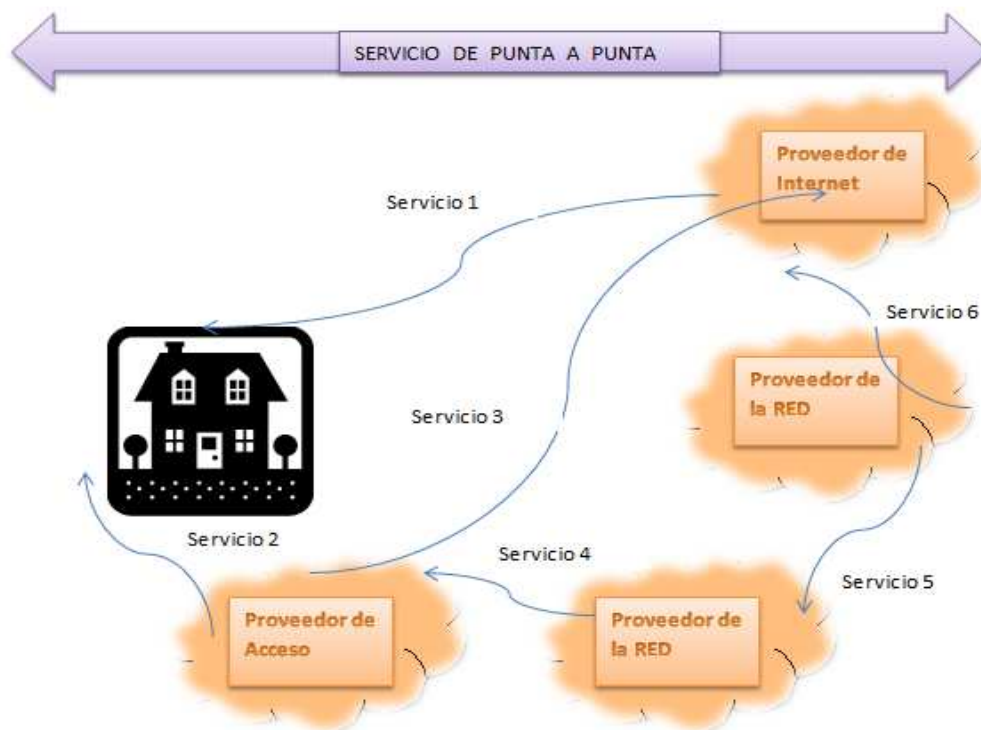 SERVICIO DE PUNTA A PUNTA
Proveedor de
Internet
Servicio 1
Servicio 6
Proveedor de
la RED
Servicio 3
Servicio 2
Servicio 4
Servicio 5
Proveedor de
Acceso
Proveedor de
la RED